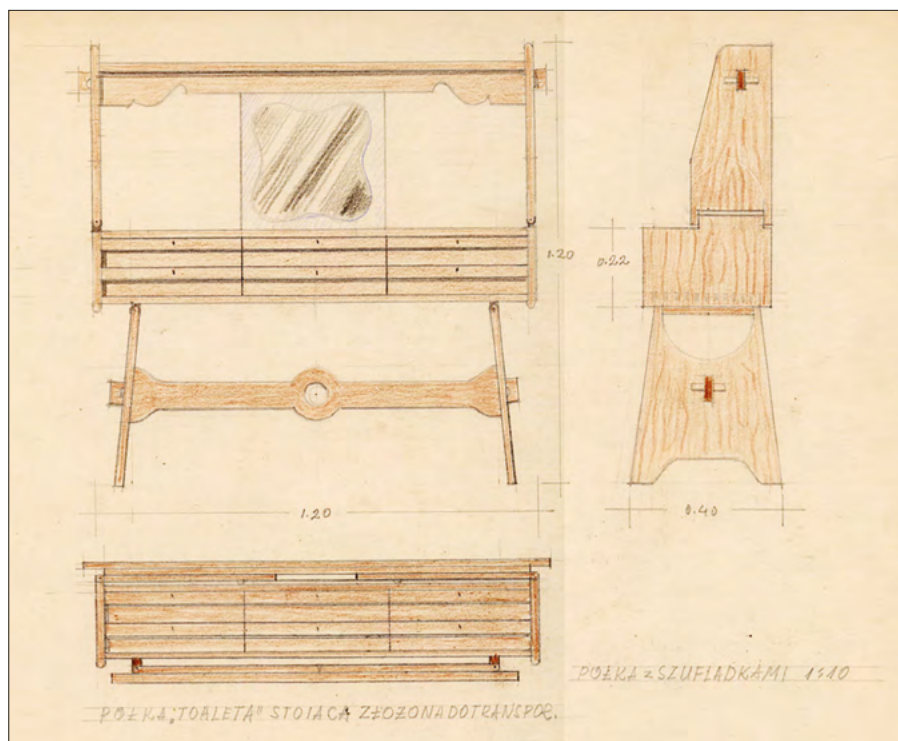 1.20
0.22
1.20
0.40
PÓŁKA z SZUFLADKAMI 1:10
PÓŁKA "TOALETA" STOJĄCA ZŁOŻONA DO TRANSPOR.